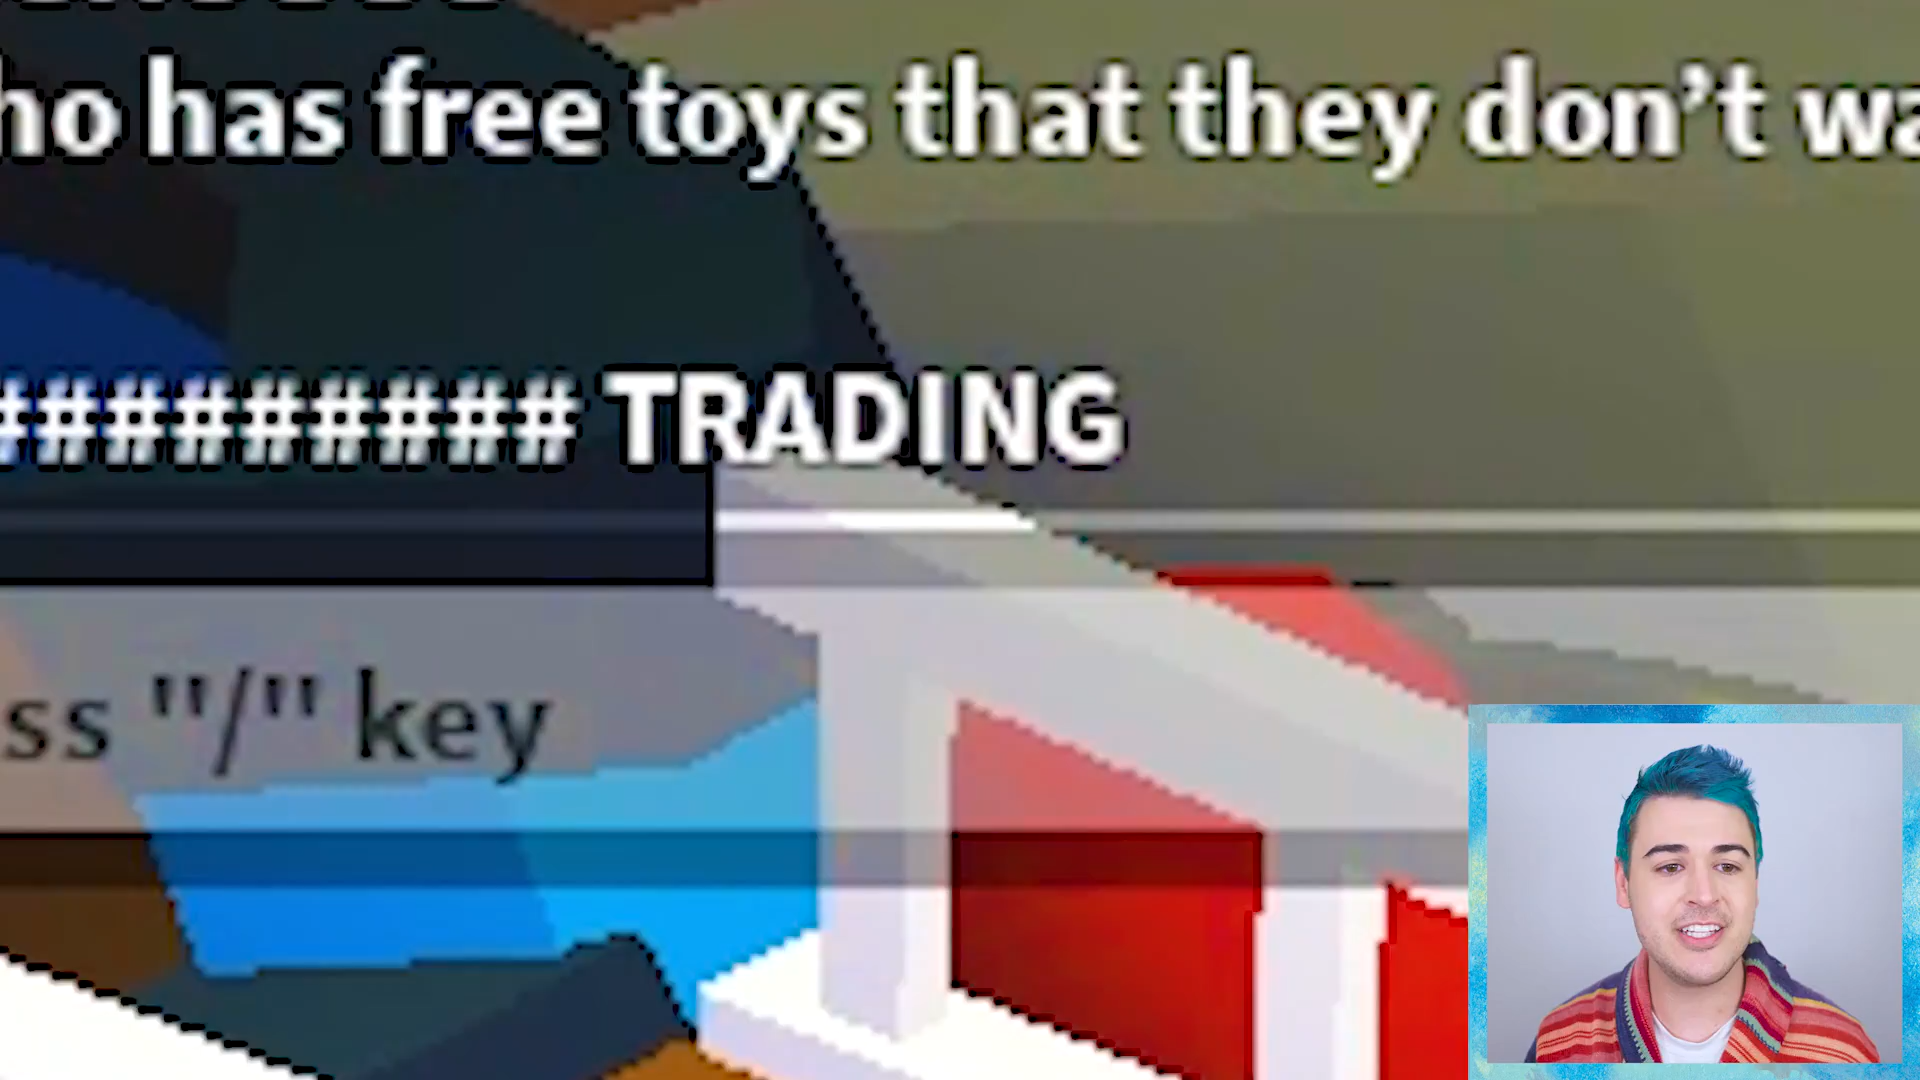 ho has free toys that they don't wa
######### TRADING
ss "/" key